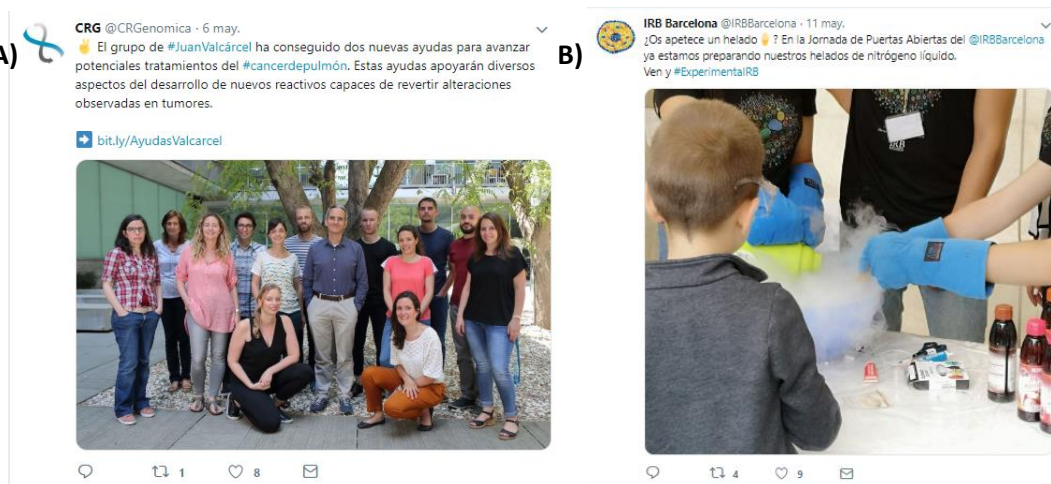 A)
CRG @CRGenomica · 6 may.
✌ El grupo de #JuanValcárcel ha conseguido dos nuevas ayudas para avanzar
potenciales tratamientos del #cancerdepulmón. Estas ayudas apoyarán diversos
aspectos del desarrollo de nuevos reactivos capaces de revertir alteraciones
observadas en tumores.
➡ bit.ly/AyudasValcarcel
1 8
B)
IRB Barcelona @IRBBarcelona · 11 may.
¿Os apetece un helado🍦? En la Jornada de Puertas Abiertas del @IRBBarcelona
ya estamos preparando nuestros helados de nitrógeno líquido.
Ven y #ExperimentaIRB
4 9